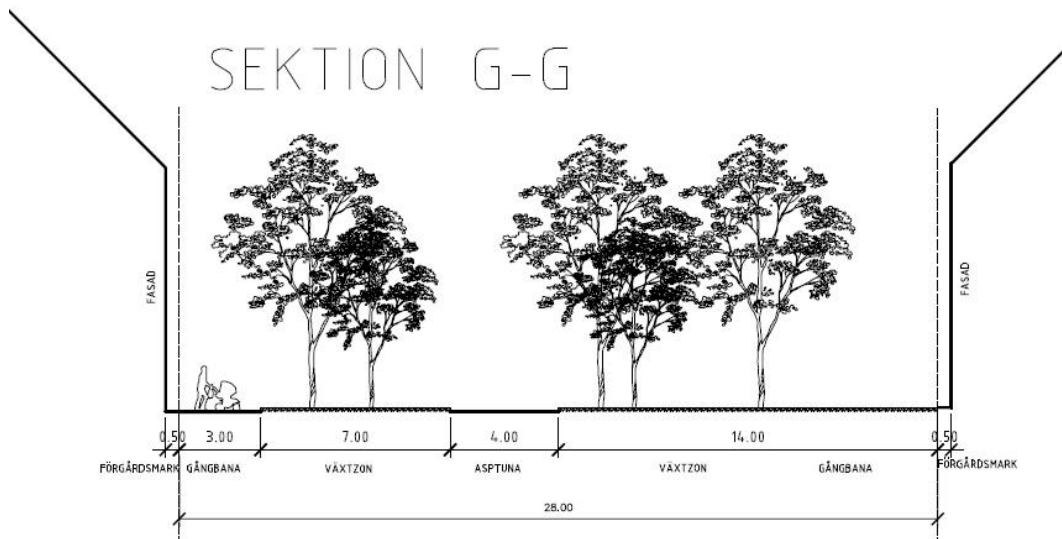 SEKTION G-G
FASAD
FASAD
0.50 3.00 7.00 4.00 14.00 0.50
FÖRGÅRDSMARK GÅNGBANA VÄXTZON ASPTUNA VÄXTZON GÅNGBANA FÖRGÅRDSMARK
28.00